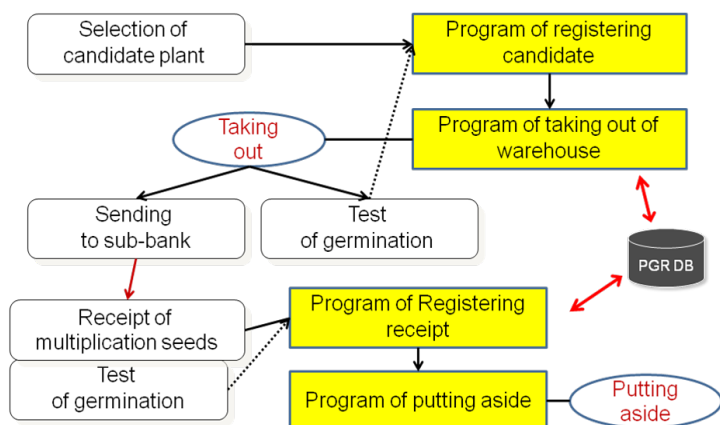 Selection of
candidate plant
Program of registering
candidate
Taking
out
Program of taking out of
warehouse
Sending
to sub-bank
Test
of germination
PGR DB
Receipt of
multiplication seeds
Program of Registering
receipt
Test
of germination
Program of putting aside
Putting
aside